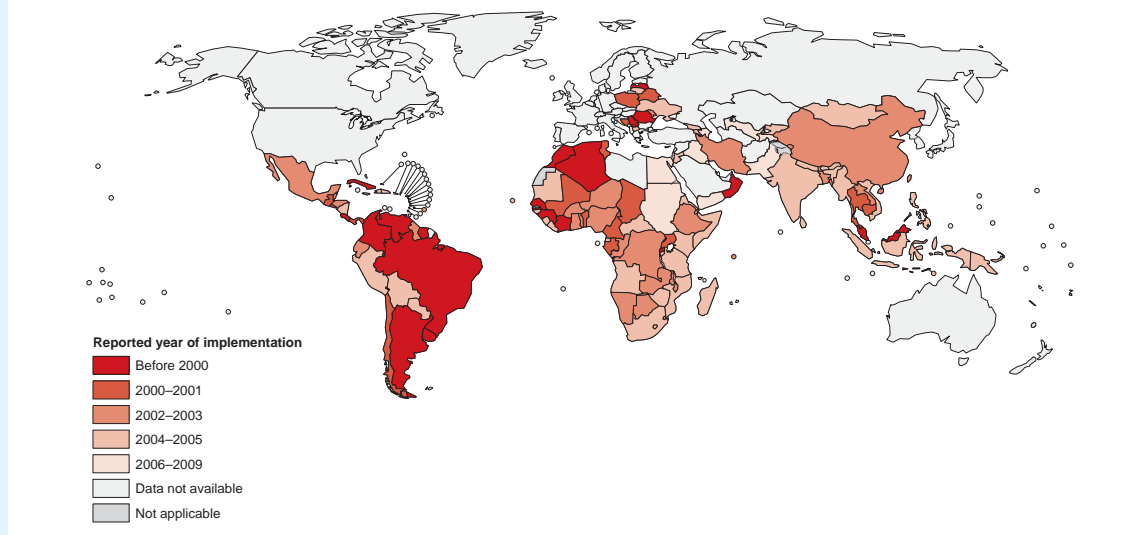 Reported year of implementation
Before 2000
2000–2001
2002–2003
2004–2005
2006–2009
Data not available
Not applicable